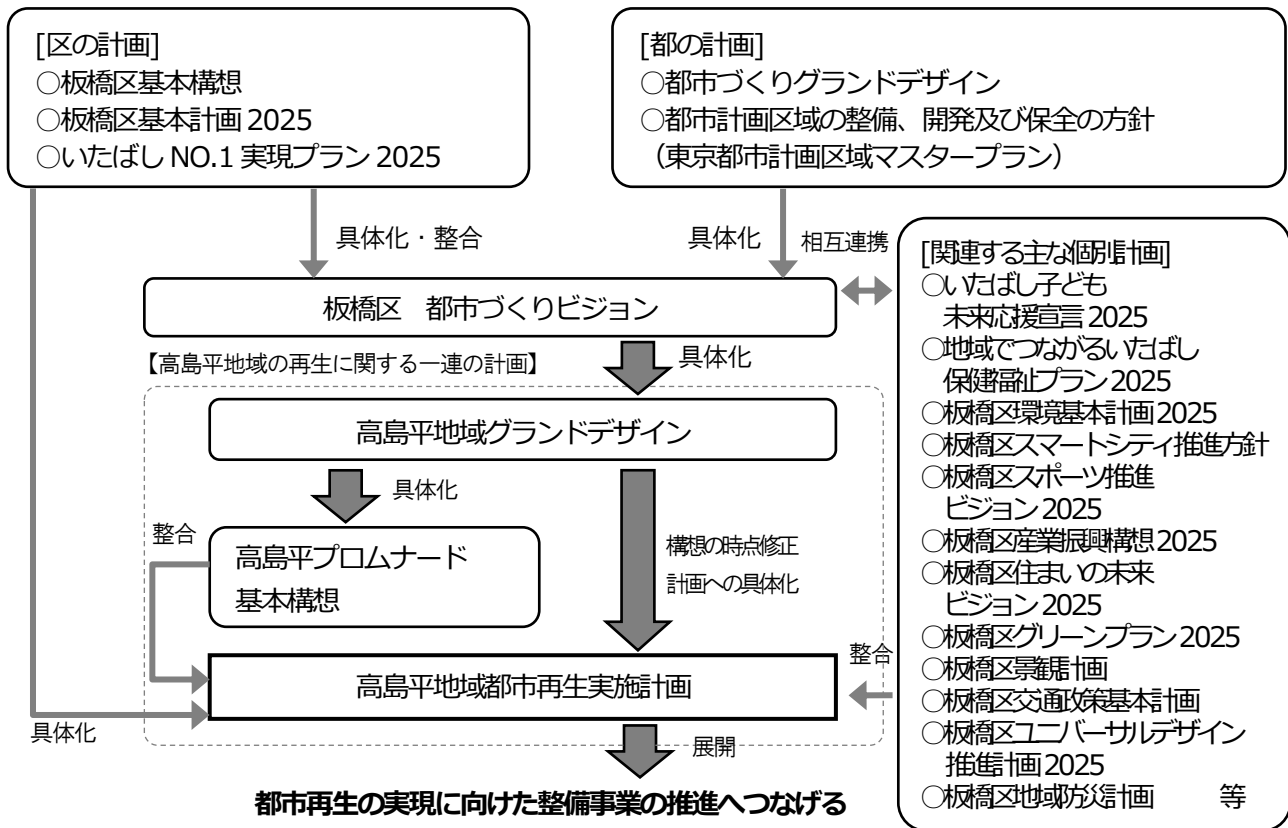 [区の計画]
○板橋区基本構想
○板橋区基本計画 2025
○いたばし NO.1 実現プラン 2025
[都の計画]
○都市づくりグランドデザイン
○都市計画区域の整備、開発及び保全の方針
（東京都市計画区域マスタープラン）
具体化・整合
具体化
相互連携
板橋区　都市づくりビジョン
【高島平地域の再生に関する一連の計画】
具体化
高島平地域グランドデザイン
具体化
整合
高島平プロムナード
基本構想
構想の時点修正
計画への具体化
整合
高島平地域都市再生実施計画
具体化
展開
都市再生の実現に向けた整備事業の推進へつなげる
[関連する主な個別計画]
○いたばし子ども
未来応援宣言 2025
○地域でつながるいたばし
保健福祉プラン 2025
○板橋区環境基本計画 2025
○板橋区スマートシティ推進方針
○板橋区スポーツ推進
ビジョン 2025
○板橋区産業振興構想 2025
○板橋区住まいの未来
ビジョン 2025
○板橋区グリーンプラン 2025
○板橋区景観計画
○板橋区交通政策基本計画
○板橋区ユニバーサルデザイン
推進計画 2025
○板橋区地域防災計画　　等